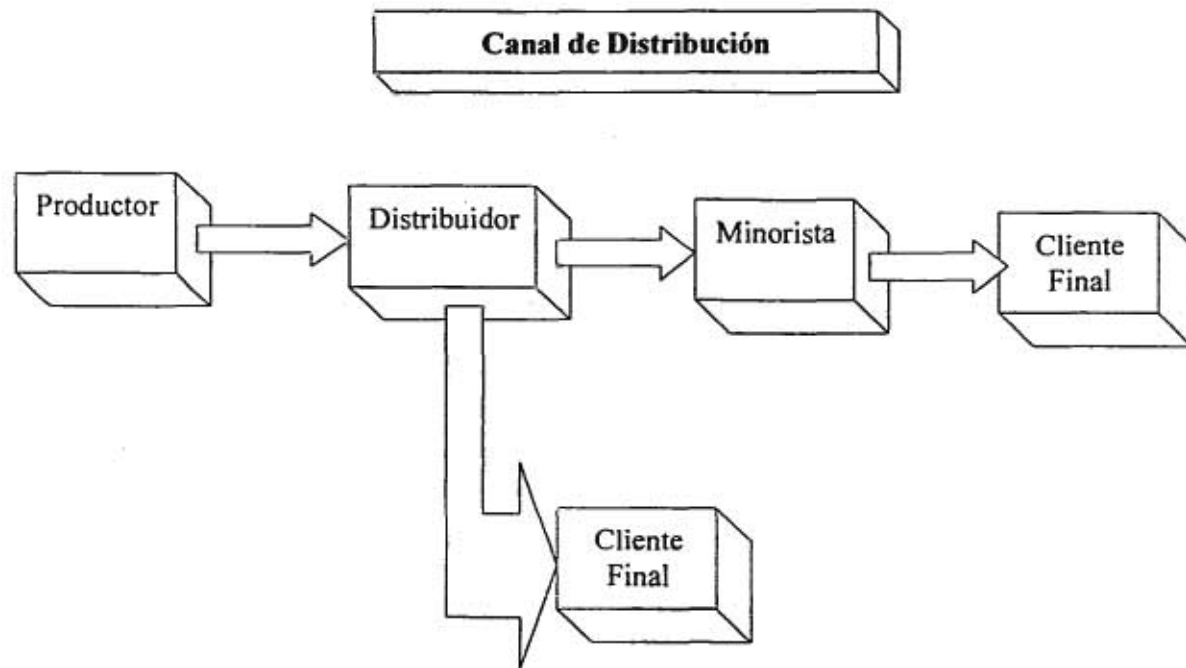 Canal de Distribución
Productor
Distribuidor
Minorista
Cliente
Final
Cliente
Final